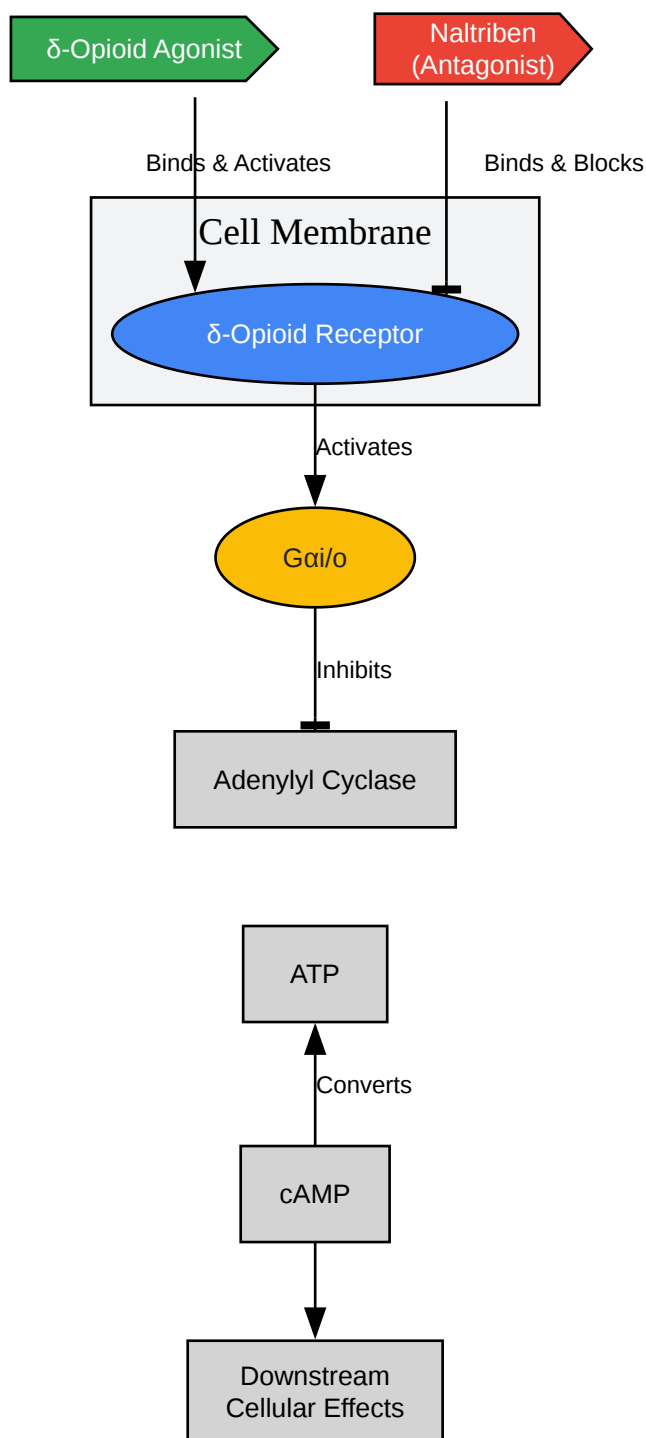 δ-Opioid Agonist
Naltriben
(Antagonist)
Binds & Activates
Binds & Blocks
Cell Membrane
δ-Opioid Receptor
Activates
Gαi/o
Inhibits
Adenylyl Cyclase
ATP
Converts
cAMP
Downstream
Cellular Effects